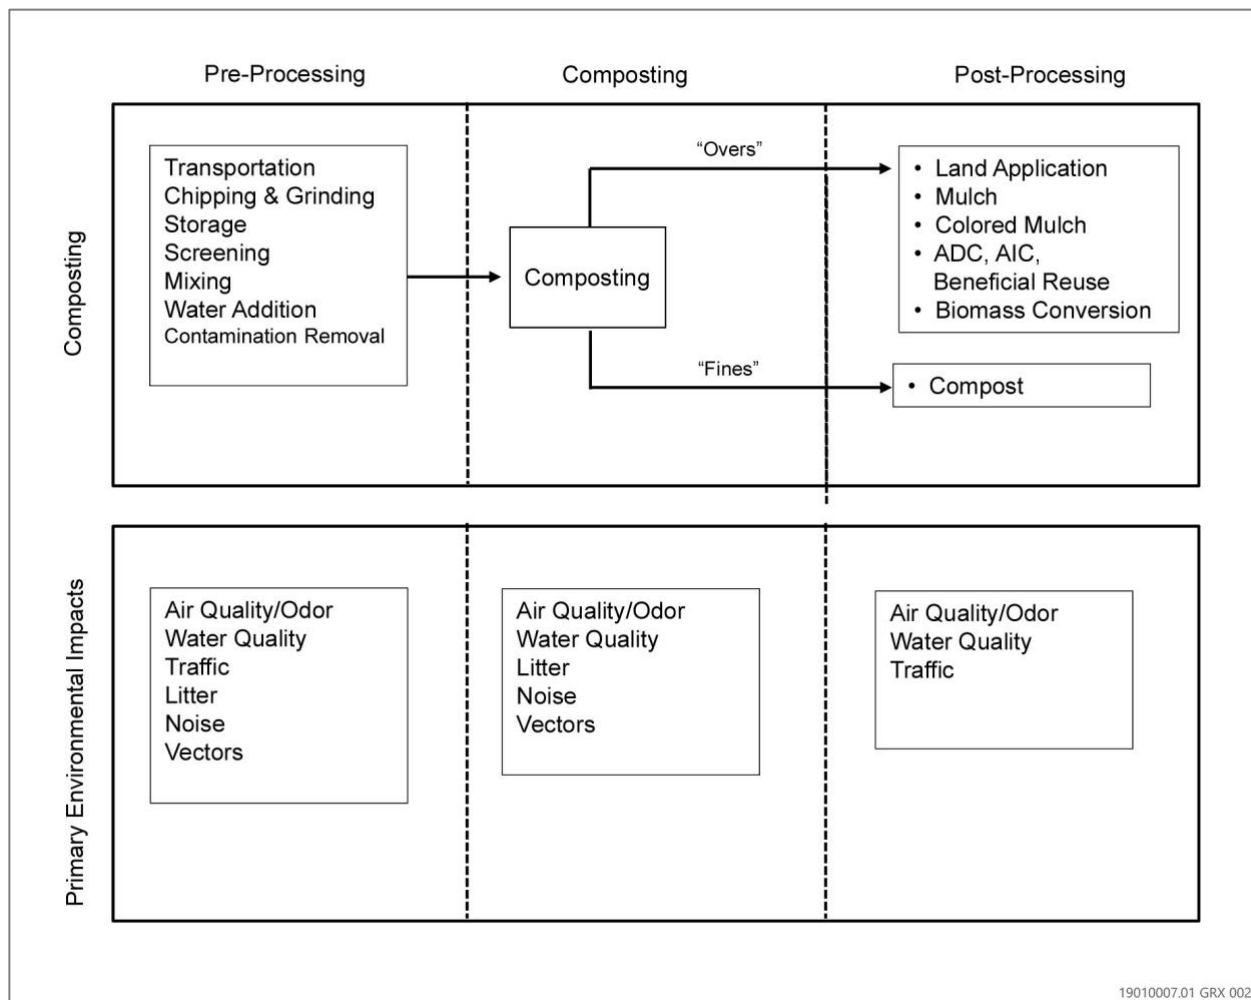 Pre-Processing
Composting
Post-Processing
Composting
Transportation
Chipping & Grinding
Storage
Screening
Mixing
Water Addition
Contamination Removal
Composting
“Overs”
“Fines”
• Land Application
• Mulch
• Colored Mulch
• ADC, AIC,
Beneficial Reuse
• Biomass Conversion
• Compost
Primary Environmental Impacts
Air Quality/Odor
Water Quality
Traffic
Litter
Noise
Vectors
Air Quality/Odor
Water Quality
Litter
Noise
Vectors
Air Quality/Odor
Water Quality
Traffic
19010007.01 GRX 002